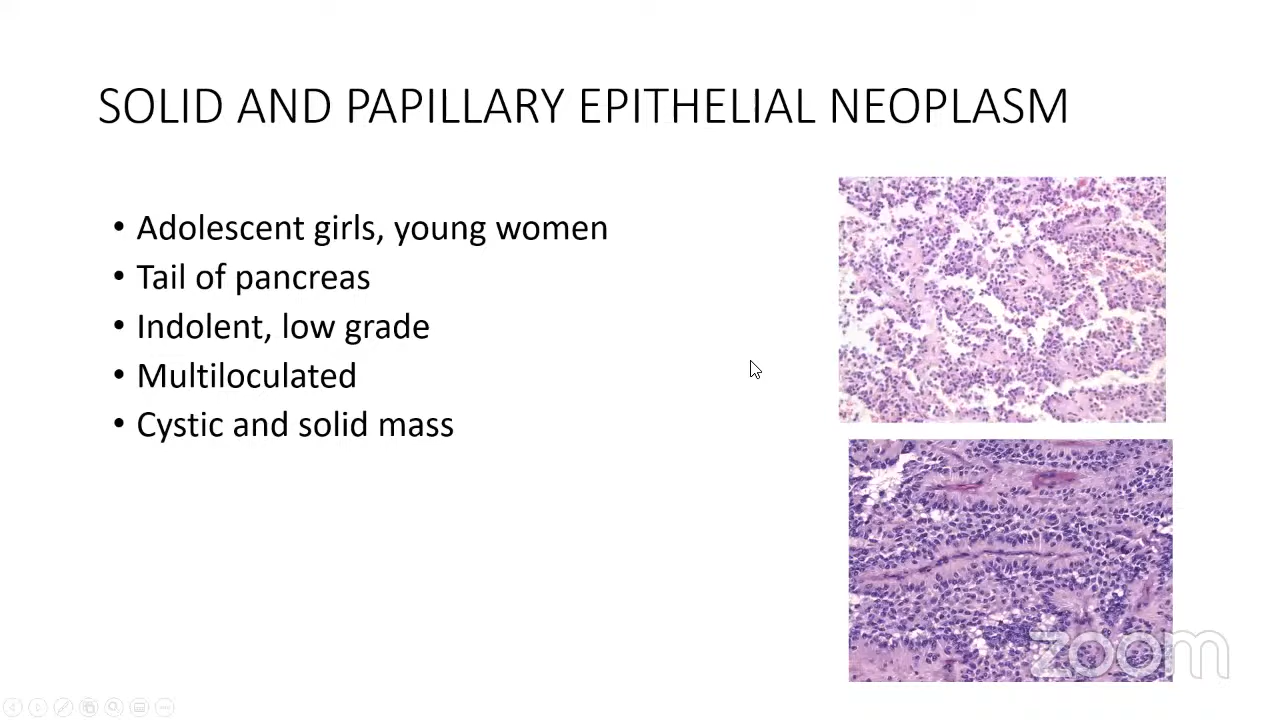 SOLID AND PAPILLARY EPITHELIAL NEOPLASM
• Adolescent girls, young women
• Tail of pancreas
• Indolent, low grade
• Multiloculated
• Cystic and solid mass
zoom